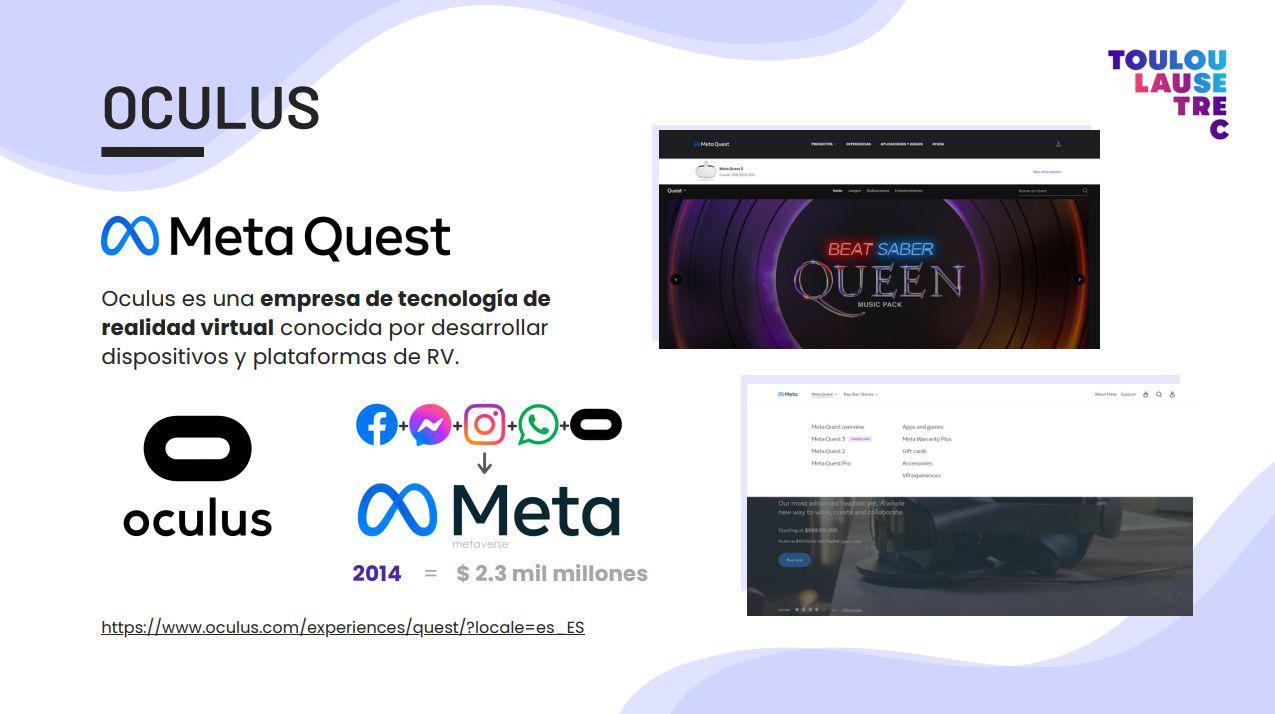 OCULUS
TOULOU
LAUSE
TRE
C
Meta Quest
Oculus es una empresa de tecnología de
realidad virtual conocida por desarrollar
dispositivos y plataformas de RV.
oculus
+ + + +
Meta
metaverse
2014 = $ 2.3 mil millones
https://www.oculus.com/experiences/quest/?locale=es_ES
Meta Quest PRODUCTOS EXPERIENCIAS APLICACIONES Y JUEGOS AYUDA
Meta Quest 2
Más información
Quest Inicio Juegos Aplicaciones Entretenimiento Buscar en Quest
BEAT SABER
QUEEN
MUSIC PACK
Meta Meta Quest Ray-Ban Stories About Meta Support
Meta Quest overview Apps and games
Meta Quest 3 Coming soon Meta Warranty Plus
Meta Quest 2 Gift cards
Meta Quest Pro Accessories
VR experiences
Our most advanced headset yet. A whole
new way to work, create and collaborate.
Starting at $999.99 USD
Buy now